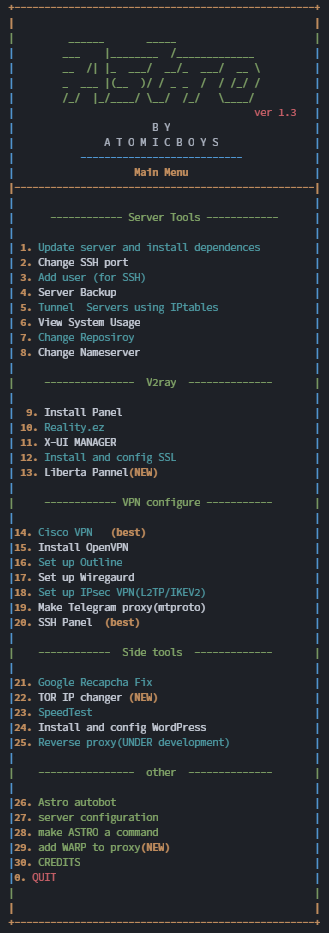 ver 1.3
B Y
A T O M I C B O Y S
Main Menu
------------ Server Tools ------------
1. Update server and install dependences
2. Change SSH port
3. Add user (for SSH)
4. Server Backup
5. Tunnel  Servers using IPtables
6. View System Usage
7. Change Reposiroy
8. Change Nameserver
---------------  V2ray  --------------
9. Install Panel
10. Reality.ez
11. X-UI MANAGER
12. Install and config SSL
13. Liberta Pannel(NEW)
------------ VPN configure -----------
14. Cisco VPN   (best)
15. Install OpenVPN
16. Set up Outline
17. Set up Wiregaurd
18. Set up IPsec VPN(L2TP/IKEV2)
19. Make Telegram proxy(mtproto)
20. SSH Panel  (best)
------------  Side tools  -------------
21. Google Recapcha Fix
22. TOR IP changer (NEW)
23. SpeedTest
24. Install and config WordPress
25. Reverse proxy(UNDER development)
----------------  other  --------------
26. Astro autobot
27. server configuration
28. make ASTRO a command
29. add WARP to proxy(NEW)
30. CREDITS
0. QUIT